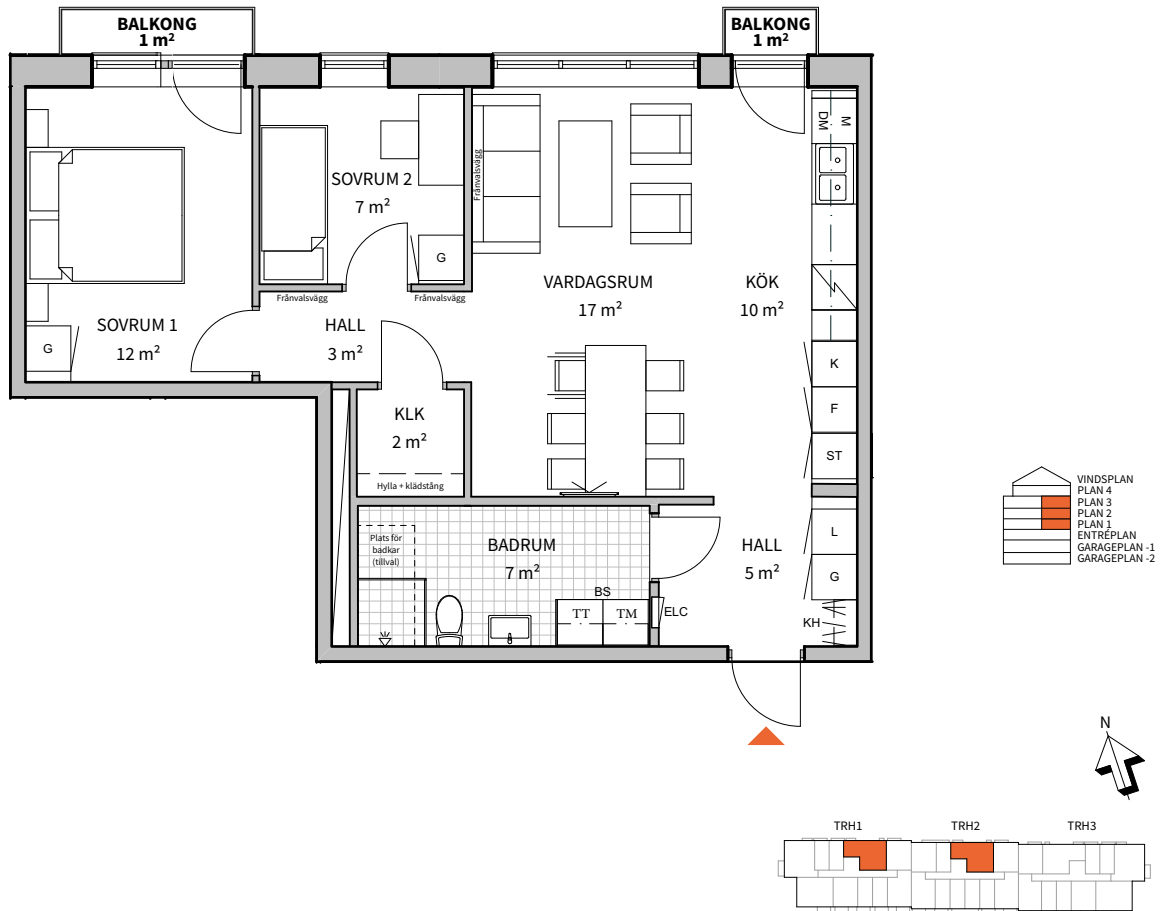 BALKONG
1 m²
BALKONG
1 m²
SOVRUM 1
12 m²
G
SOVRUM 2
7 m²
G
Frånvalsvägg
Frånvalsvägg
Frånvalsvägg
HALL
3 m²
KLK
2 m²
Hylla + klädstång
VARDAGSRUM
17 m²
KÖK
10 m²
DM
M
K
F
ST
L
G
KH
HALL
5 m²
ELC
BADRUM
7 m²
Plats för
badkar
(tillval)
BS
TT
TM
VINDSPLAN
PLAN 4
PLAN 3
PLAN 2
PLAN 1
ENTRÉPLAN
GARAGEPLAN -1
GARAGEPLAN -2
N
TRH1
TRH2
TRH3